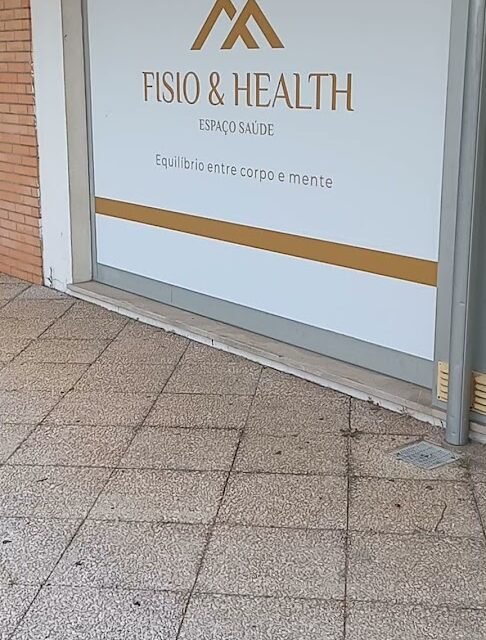 FISIO & HEALTH
ESPAÇO SAÚDE
Equilíbrio entre corpo e mente